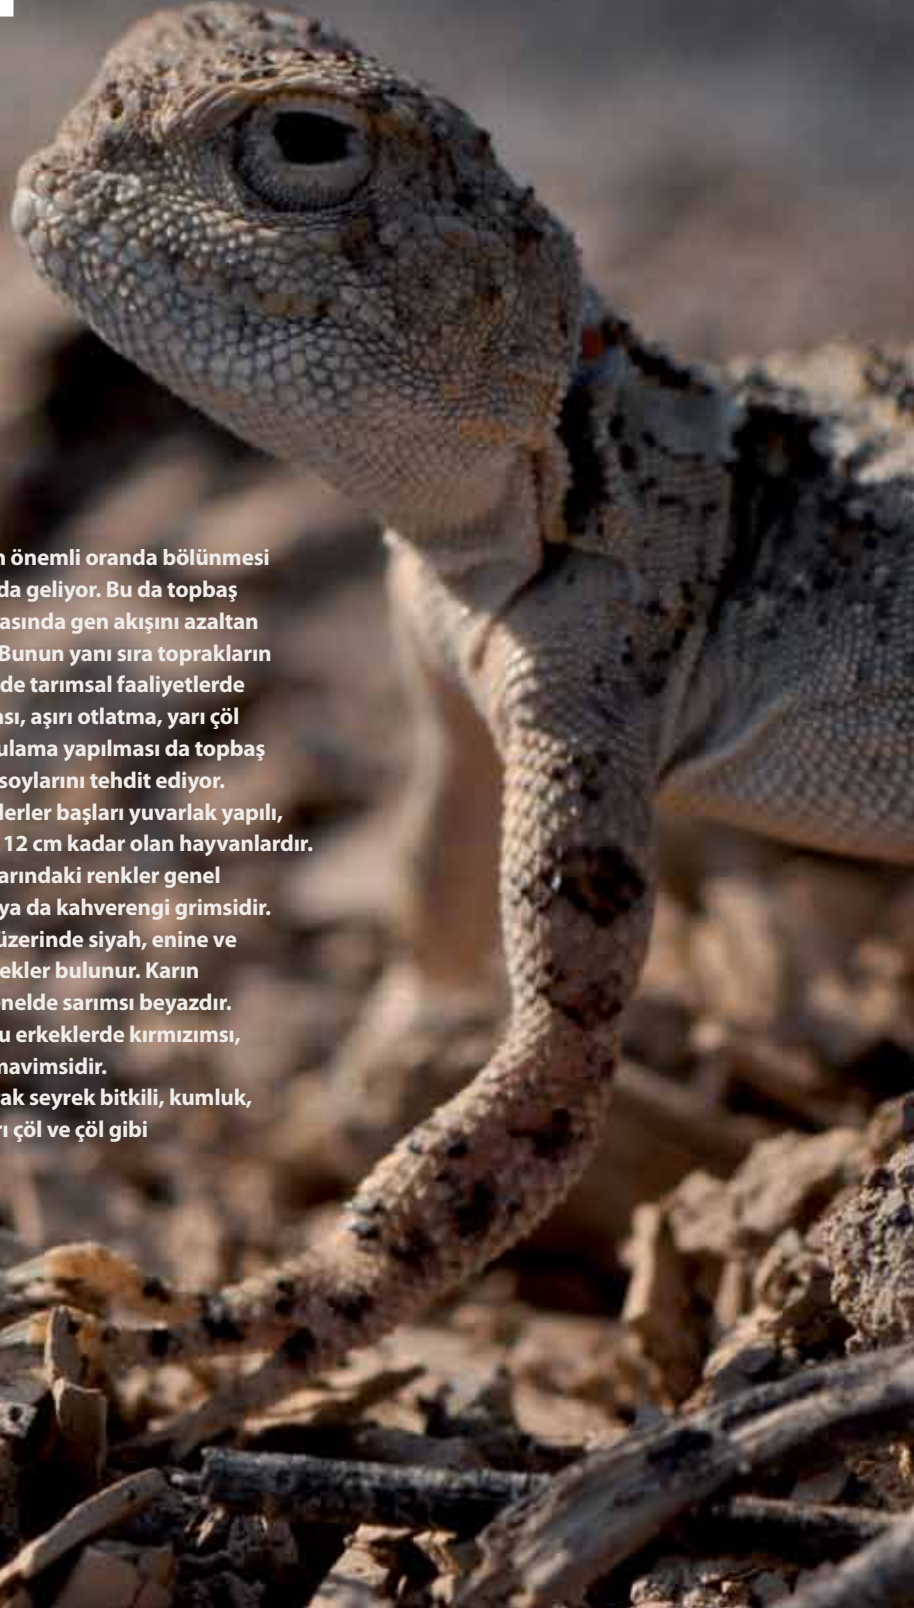 n önemli oranda bölünmesi
da geliyor. Bu da topbaş
asında gen akışını azaltan
Bunun yanı sıra toprakların
de tarımsal faaliyetlerde
ası, aşırı otlatma, yarı çöl
ulama yapılması da topbaş
soylarını tehdit ediyor.
lerler başları yuvarlak yapılı,
12 cm kadar olan hayvanlardır.
arındaki renkler genel
ya da kahverengi grimsidir.
üzerinde siyah, enine ve
ekler bulunur. Karın
enelde sarımsı beyazdır.
u erkeklerde kırmızımsı,
mavimsidir.
ak seyrek bitkili, kumluk,
rı çöl ve çöl gibi